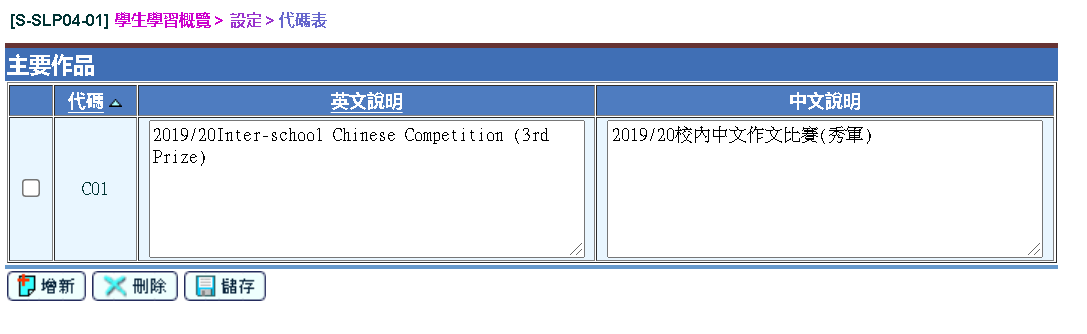 [S-SLP04-01] 學生學習概覽 > 設定 > 代碼表
主要作品
代碼 英文說明 中文說明
2019/20Inter-school Chinese Competition (3rd
Prize)
2019/20校內中文作文比賽(秀軍)
C01
增新 刪除 儲存